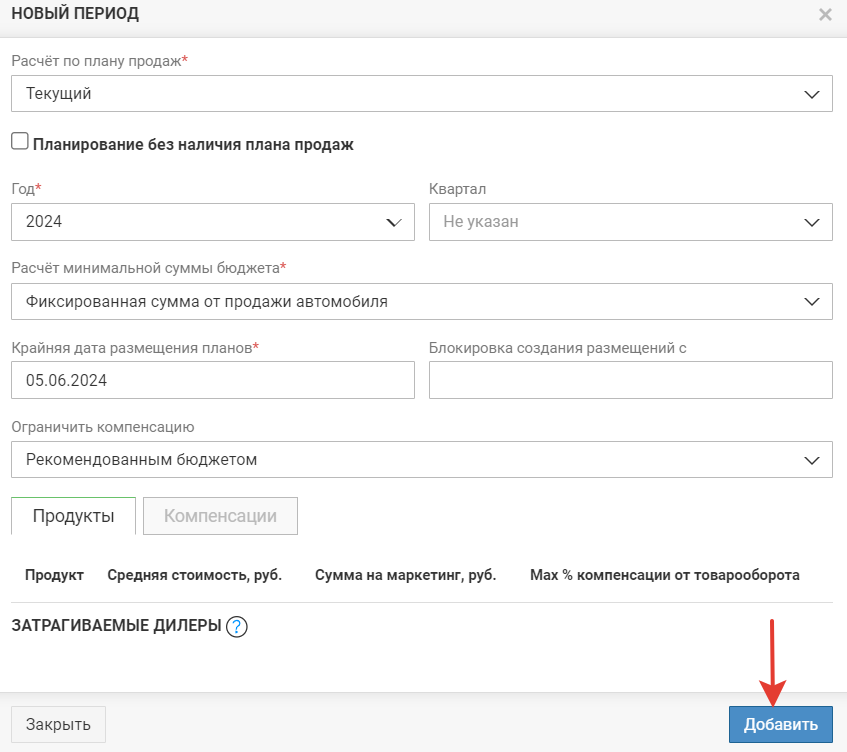 НОВЫЙ ПЕРИОД ×
Расчёт по плану продаж*
Текущий
Планирование без наличия плана продаж
Год* Квартал
2024 Не указан
Расчёт минимальной суммы бюджета*
Фиксированная сумма от продажи автомобиля
Крайняя дата размещения планов* Блокировка создания размещений с
05.06.2024
Ограничить компенсацию
Рекомендованным бюджетом
Продукты Компенсации
Продукт Средняя стоимость, руб. Сумма на маркетинг, руб. Max % компенсации от товарооборота
ЗАТРАГИВАЕМЫЕ ДИЛЕРЫ ?
Закрыть Добавить